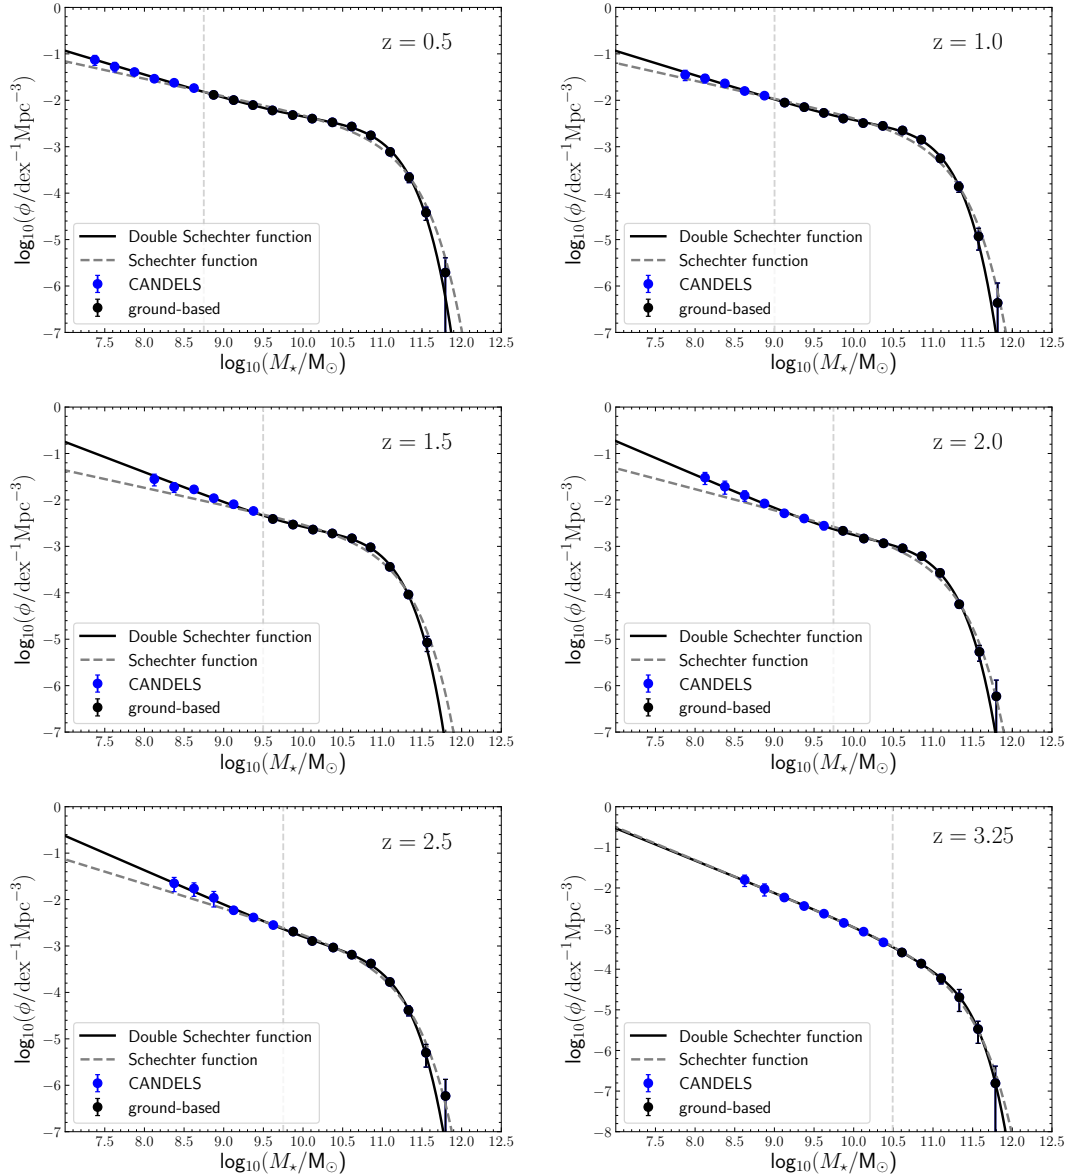 z = 0.5
log₁₀(ϕ/dex⁻¹Mpc⁻³)
0
−1
−2
−3
−4
−5
−6
−7
Double Schechter function
Schechter function
CANDELS
ground-based
7.5 8.0 8.5 9.0 9.5 10.0 10.5 11.0 11.5 12.0 12.5
log₁₀(M⋆/M⊙)
z = 1.0
log₁₀(ϕ/dex⁻¹Mpc⁻³)
0
−1
−2
−3
−4
−5
−6
−7
Double Schechter function
Schechter function
CANDELS
ground-based
7.5 8.0 8.5 9.0 9.5 10.0 10.5 11.0 11.5 12.0 12.5
log₁₀(M⋆/M⊙)
z = 1.5
log₁₀(ϕ/dex⁻¹Mpc⁻³)
0
−1
−2
−3
−4
−5
−6
−7
Double Schechter function
Schechter function
CANDELS
ground-based
7.5 8.0 8.5 9.0 9.5 10.0 10.5 11.0 11.5 12.0 12.5
log₁₀(M⋆/M⊙)
z = 2.0
log₁₀(ϕ/dex⁻¹Mpc⁻³)
0
−1
−2
−3
−4
−5
−6
−7
Double Schechter function
Schechter function
CANDELS
ground-based
7.5 8.0 8.5 9.0 9.5 10.0 10.5 11.0 11.5 12.0 12.5
log₁₀(M⋆/M⊙)
z = 2.5
log₁₀(ϕ/dex⁻¹Mpc⁻³)
0
−1
−2
−3
−4
−5
−6
−7
Double Schechter function
Schechter function
CANDELS
ground-based
7.5 8.0 8.5 9.0 9.5 10.0 10.5 11.0 11.5 12.0 12.5
log₁₀(M⋆/M⊙)
z = 3.25
log₁₀(ϕ/dex⁻¹Mpc⁻³)
0
−1
−2
−3
−4
−5
−6
−7
−8
Double Schechter function
Schechter function
CANDELS
ground-based
7.5 8.0 8.5 9.0 9.5 10.0 10.5 11.0 11.5 12.0 12.5
log₁₀(M⋆/M⊙)